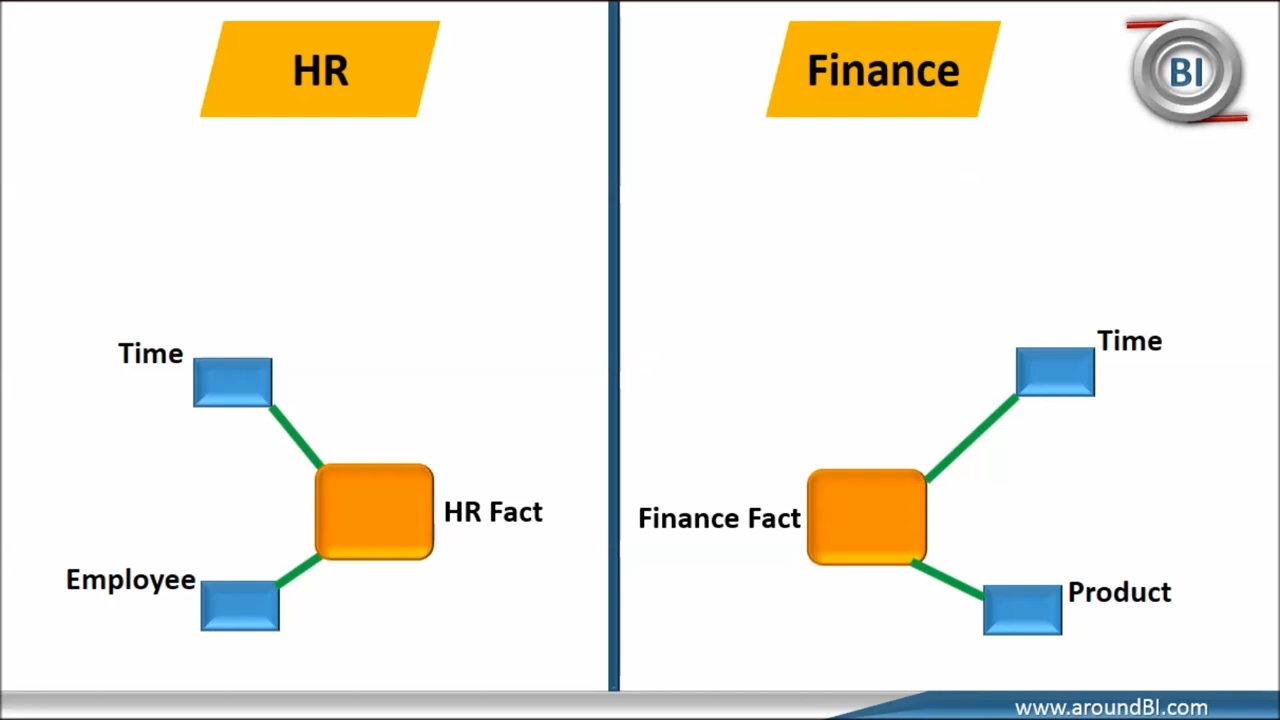 HR
Finance
BI
Time
Employee
HR Fact
Time
Finance Fact
Product
www.aroundBI.com